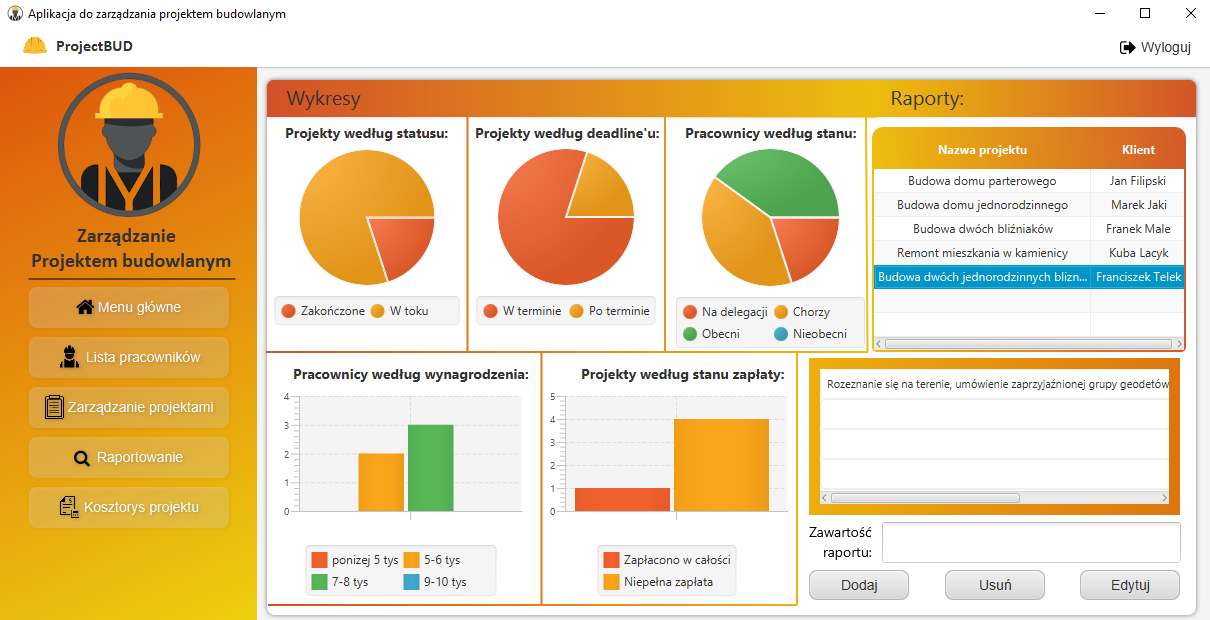 Aplikacja do zarządzania projektem budowlanym
ProjectBUD
Wyloguj
Zarządzanie
Projektem budowlanym
Menu główne
Lista pracowników
Zarządzanie projektami
Raportowanie
Kosztorys projektu
Wykresy
Projekty według statusu:
Zakończone
W toku
Projekty według deadline'u:
W terminie
Po terminie
Pracownicy według stanu:
Na delegacji
Chorzy
Obecni
Nieobecni
Pracownicy według wynagrodzenia:
4
3
2
1
0
ponizej 5 tys
5-6 tys
7-8 tys
9-10 tys
Projekty według stanu zapłaty:
5
4
3
2
1
0
Zapłacono w całości
Niepełna zapłata
Raporty:
Nazwa projektu Klient
Budowa domu parterowego Jan Filipski
Budowa domu jednorodzinnego Marek Jaki
Budowa dwóch bliźniaków Franek Male
Remont mieszkania w kamienicy Kuba Lacyk
Budowa dwóch jednorodzinnych blizn... Franciszek Telek
Rozeznanie się na terenie, umówienie zaprzyjaźnionej grupy geodetów
Zawartość
raportu:
Dodaj
Usuń
Edytuj